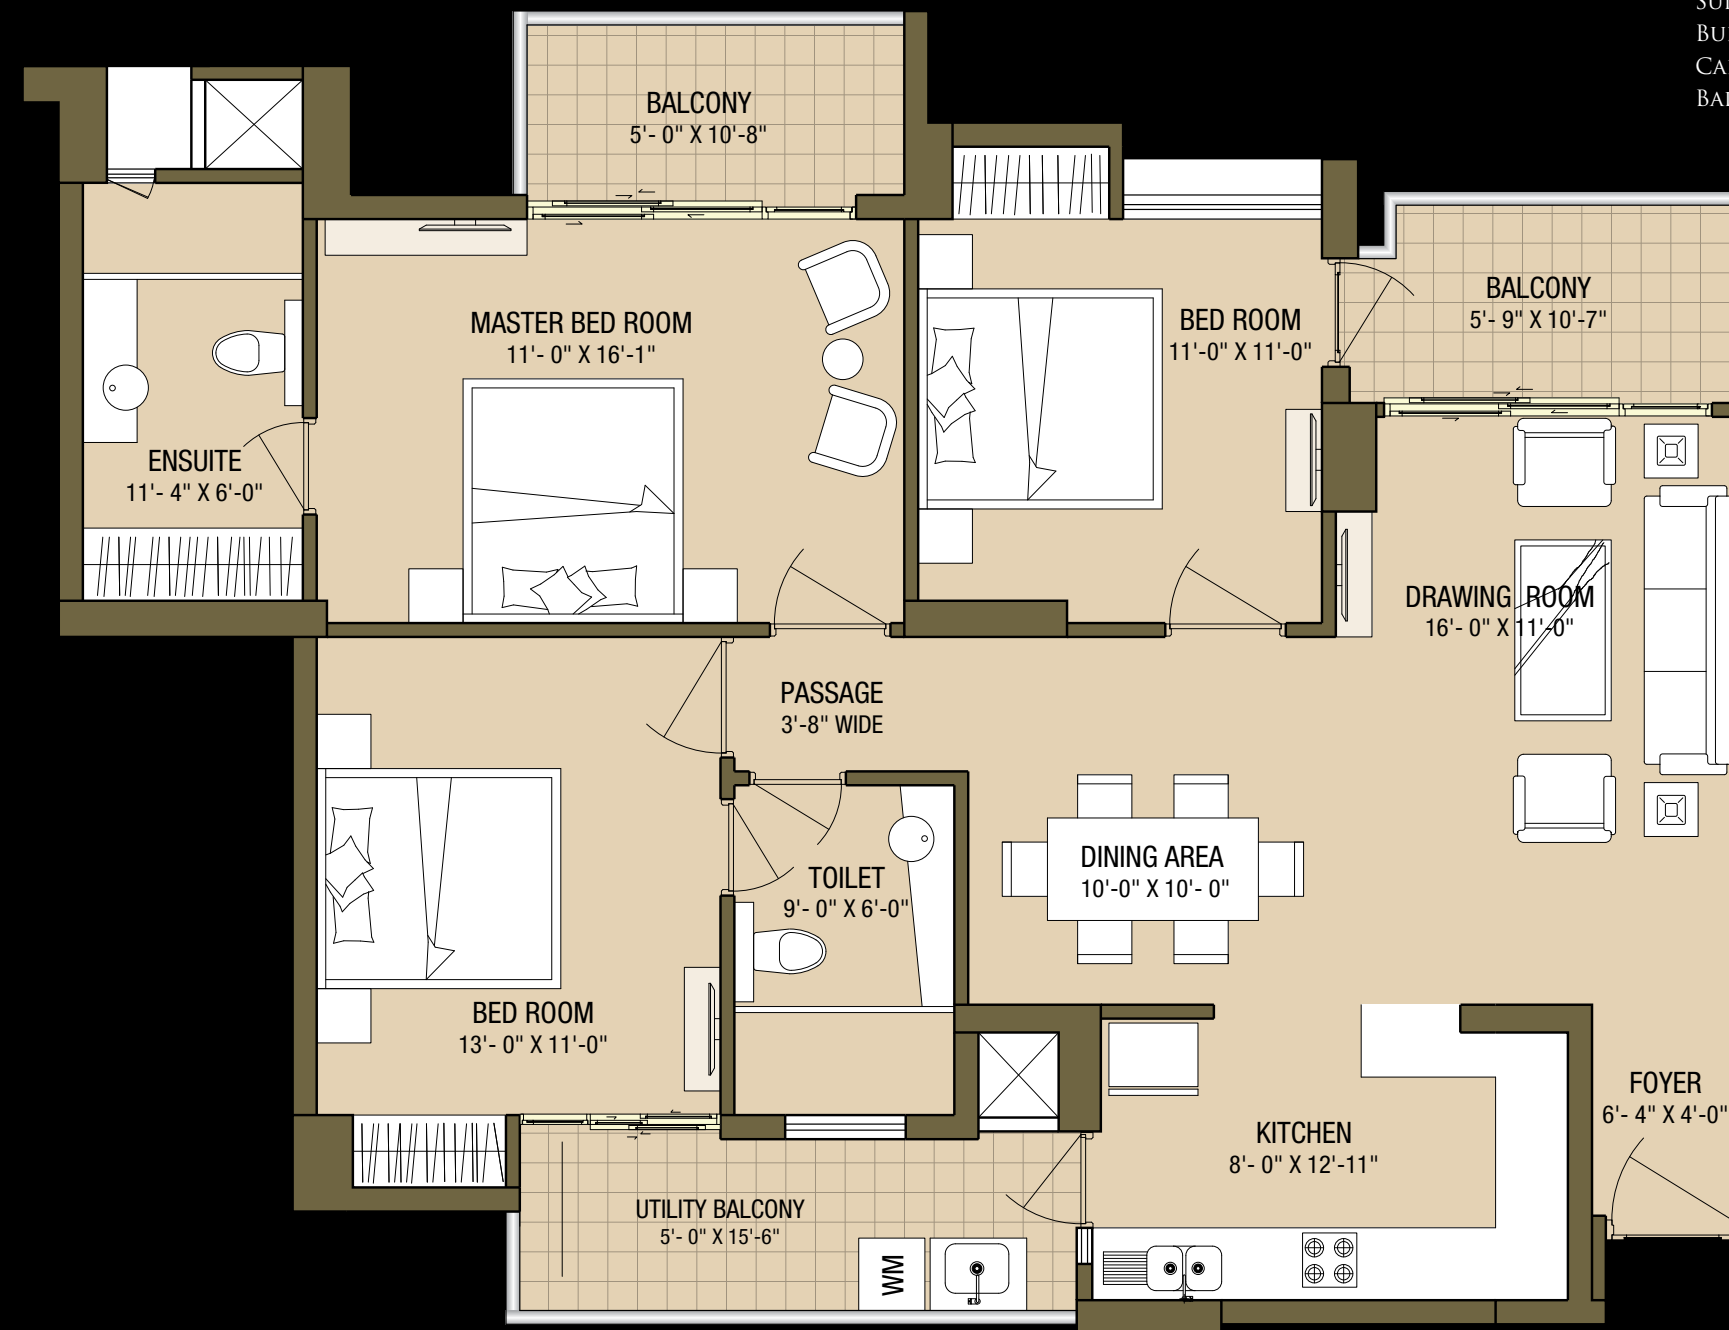 BALCONY
5'- 0" X 10'-8"
MASTER BED ROOM
11'- 0" X 16'-1"
BED ROOM
11'-0" X 11'-0"
BALCONY
5'- 9" X 10'-7"
ENSUITE
11'- 4" X 6'-0"
DRAWING ROOM
16'- 0" X 11'-0"
PASSAGE
3'-8" WIDE
TOILET
9'- 0" X 6'-0"
DINING AREA
10'-0" X 10'- 0"
BED ROOM
13'- 0" X 11'-0"
FOYER
6'- 4" X 4'-0"
KITCHEN
8'- 0" X 12'-11"
UTILITY BALCONY
5'- 0" X 15'-6"
WM